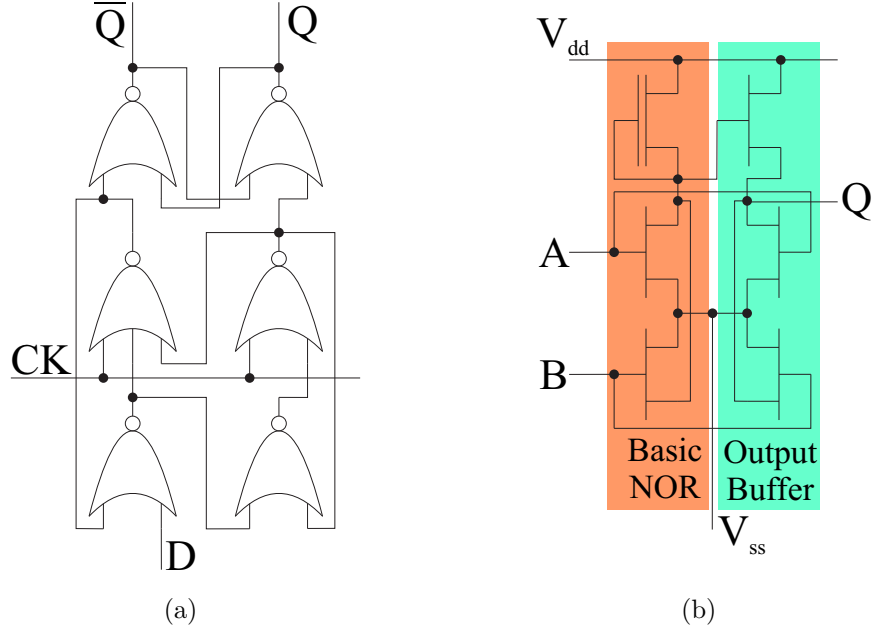 Q̅ Q
CK
D
(a)
V_dd
Q
A
B
Basic
NOR
Output
Buffer
V_ss
(b)